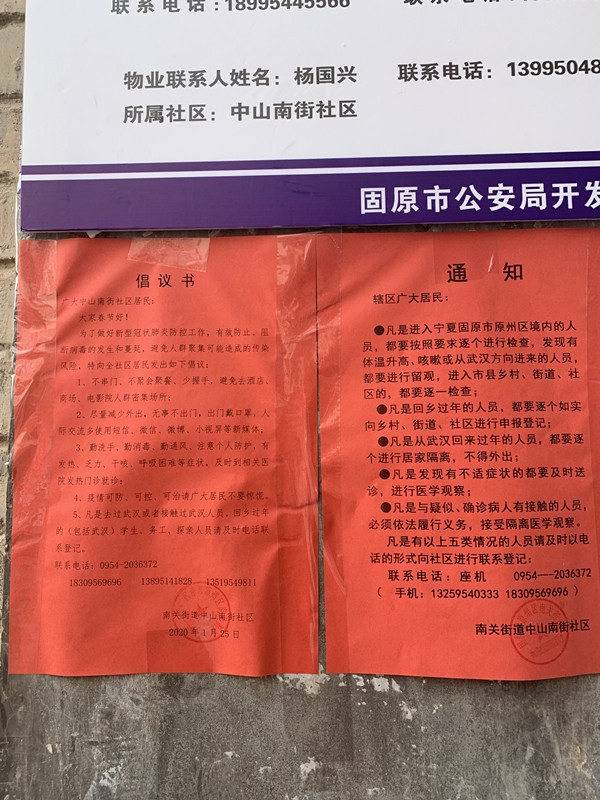 联系电话:18995445566
物业联系人姓名: 杨国兴 联系电话: 13995048
所属社区: 中山南街社区
固原市公安局开发
倡议书
广大中山南街社区居民:
大家春节好!
为了做好新型冠状肺炎防控工作, 有效防止、阻
断病毒的发生和蔓延, 避免人群聚集可能造成的传染
风险, 特向全社区居民发出如下倡议:
1、不串门、不聚会聚餐、少握手, 避免去酒店、
商场、电影院人群密集场所;
2、尽量减少外出, 无事不出门, 出门戴口罩, 人
际交流多使用短信、微信、微博、小视屏等新媒体;
3、勤洗手、勤消毒、勤通风、注意个人防护, 有
发热、乏力、干咳、呼吸困难等症状, 及时到相关医
院发热门诊就诊;
4、疫情可防、可控、可治请广大居民不要惊慌。
5、凡是去过武汉或者接触过武汉人员, 回乡过年
的(包括武汉)学生、务工、探亲人员请及时电话联
系登记。
联系电话:0954-2036372
18309569696 13895141828 13519549811
南关街道中山南街社区
2020年1月25日
通 知
辖区广大居民:
●凡是进入宁夏固原市原州区境内的人
员, 都要按照要求逐个进行检查, 发现有
体温升高、咳嗽或从武汉方向进来的人员,
都要进行留观, 进入市县乡村、街道、社
区的, 都要逐一检查;
●凡是回乡过年的人员, 都要逐个如实
向乡村、街道、社区进行申报登记;
●凡是从武汉回来过年的人员, 都要逐
个进行居家隔离, 不得外出;
●凡是发现有不适症状的都要及时送
诊, 进行医学观察;
●凡是与疑似、确诊病人有接触的人员,
必须依法履行义务, 接受隔离医学观察。
凡是有以上五类情况的人员请及时以电
话的形式向社区进行联系登记:
联系电话: 座机 0954---2036372
( 手机: 13259540333 18309569696 )
南关街道中山南街社区